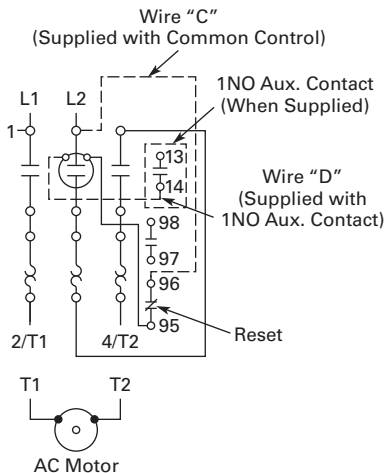 Wire “C”
(Supplied with Common Control)
1NO Aux. Contact
(When Supplied)
L1 L2
1
13
14
Wire “D”
(Supplied with
1NO Aux. Contact)
98
97
96
95
Reset
2/T1 4/T2
T1 T2
AC Motor